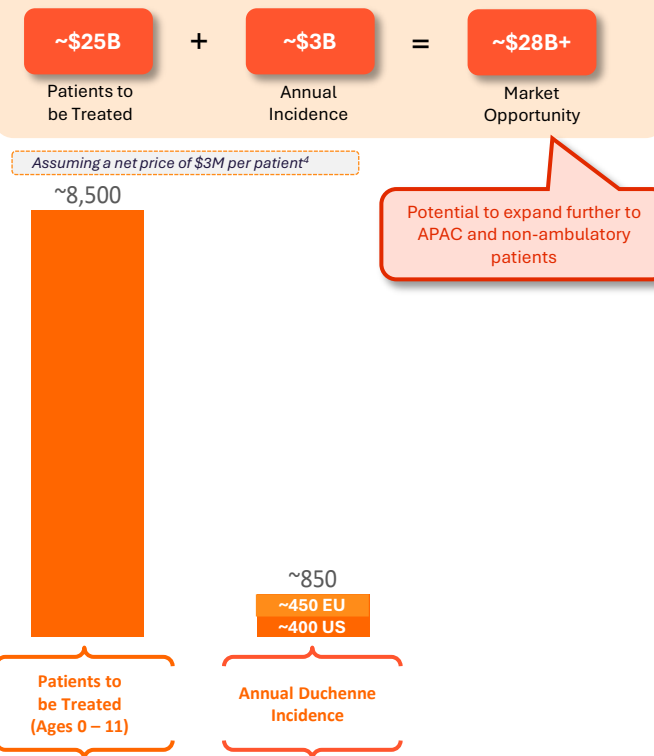 ~$25B + ~$3B = ~$28B+
Patients to
be Treated
Annual
Incidence
Market
Opportunity
Assuming a net price of $3M per patient⁴
Potential to expand further to
APAC and non-ambulatory
patients
~8,500
~850
~450 EU
~400 US
Patients to
be Treated
(Ages 0 – 11)
Annual Duchenne
Incidence